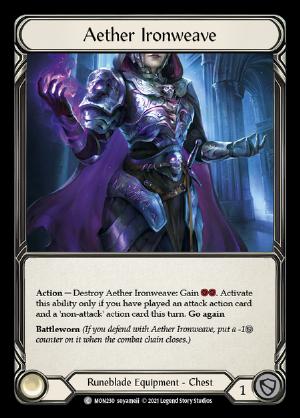 Aether Ironweave
Action — Destroy Aether Ironweave: Gain . Activate
this ability only if you have played an attack action card
and a 'non-attack' action card this turn. Go again
Battleworn (If you defend with Aether Ironweave, put a -1
counter on it when the combat chain closes.)
Runeblade Equipment - Chest
1
C MON230 soyameii © 2021 Legend Story Studios